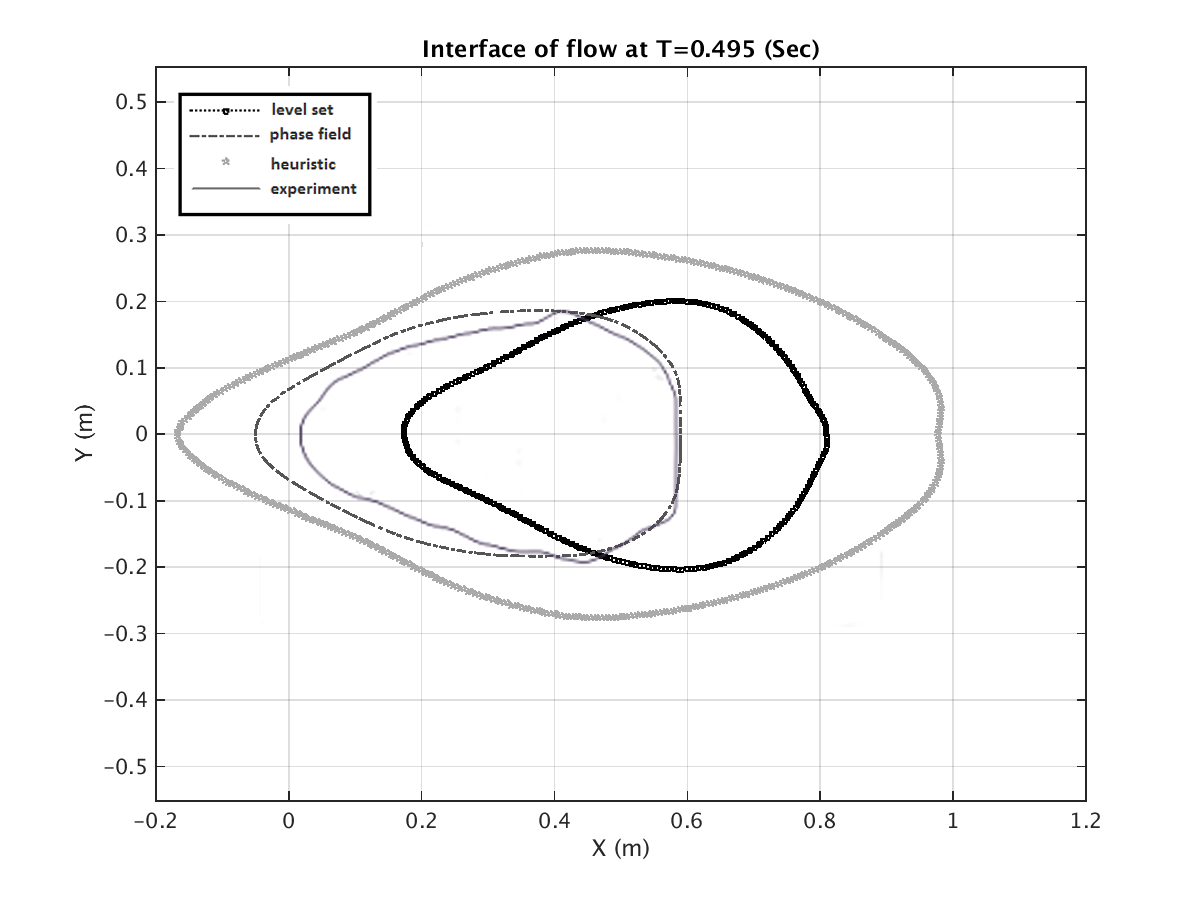 Interface of flow at T=0.495 (Sec)
level set
phase field
heuristic
experiment
0.5
0.4
0.3
0.2
0.1
0
−0.1
−0.2
−0.3
−0.4
−0.5
Y (m)
−0.2 0 0.2 0.4 0.6 0.8 1 1.2
X (m)